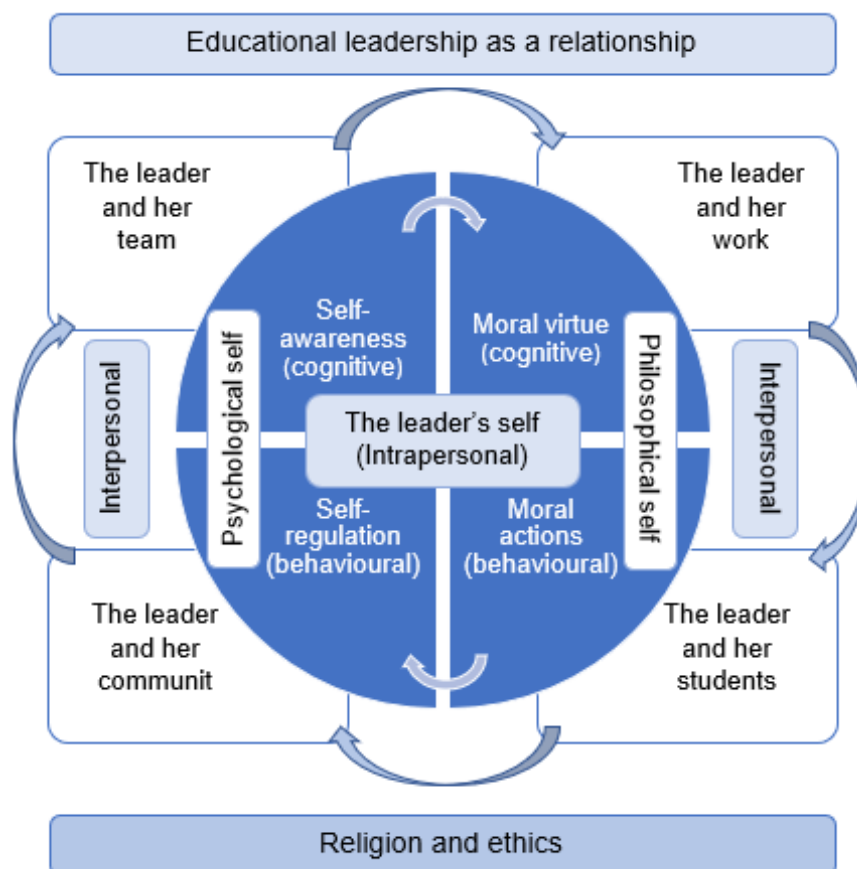 Educational leadership as a relationship
The leader
and her
team
The leader
and her
work
Self-
awareness
(cognitive)
Moral virtue
(cognitive)
Interpersonal
Psychological self
The leader’s self
(Intrapersonal)
Philosophical self
Interpersonal
Self-
regulation
(behavioural)
Moral
actions
(behavioural)
The leader
and her
communit
The leader
and her
students
Religion and ethics